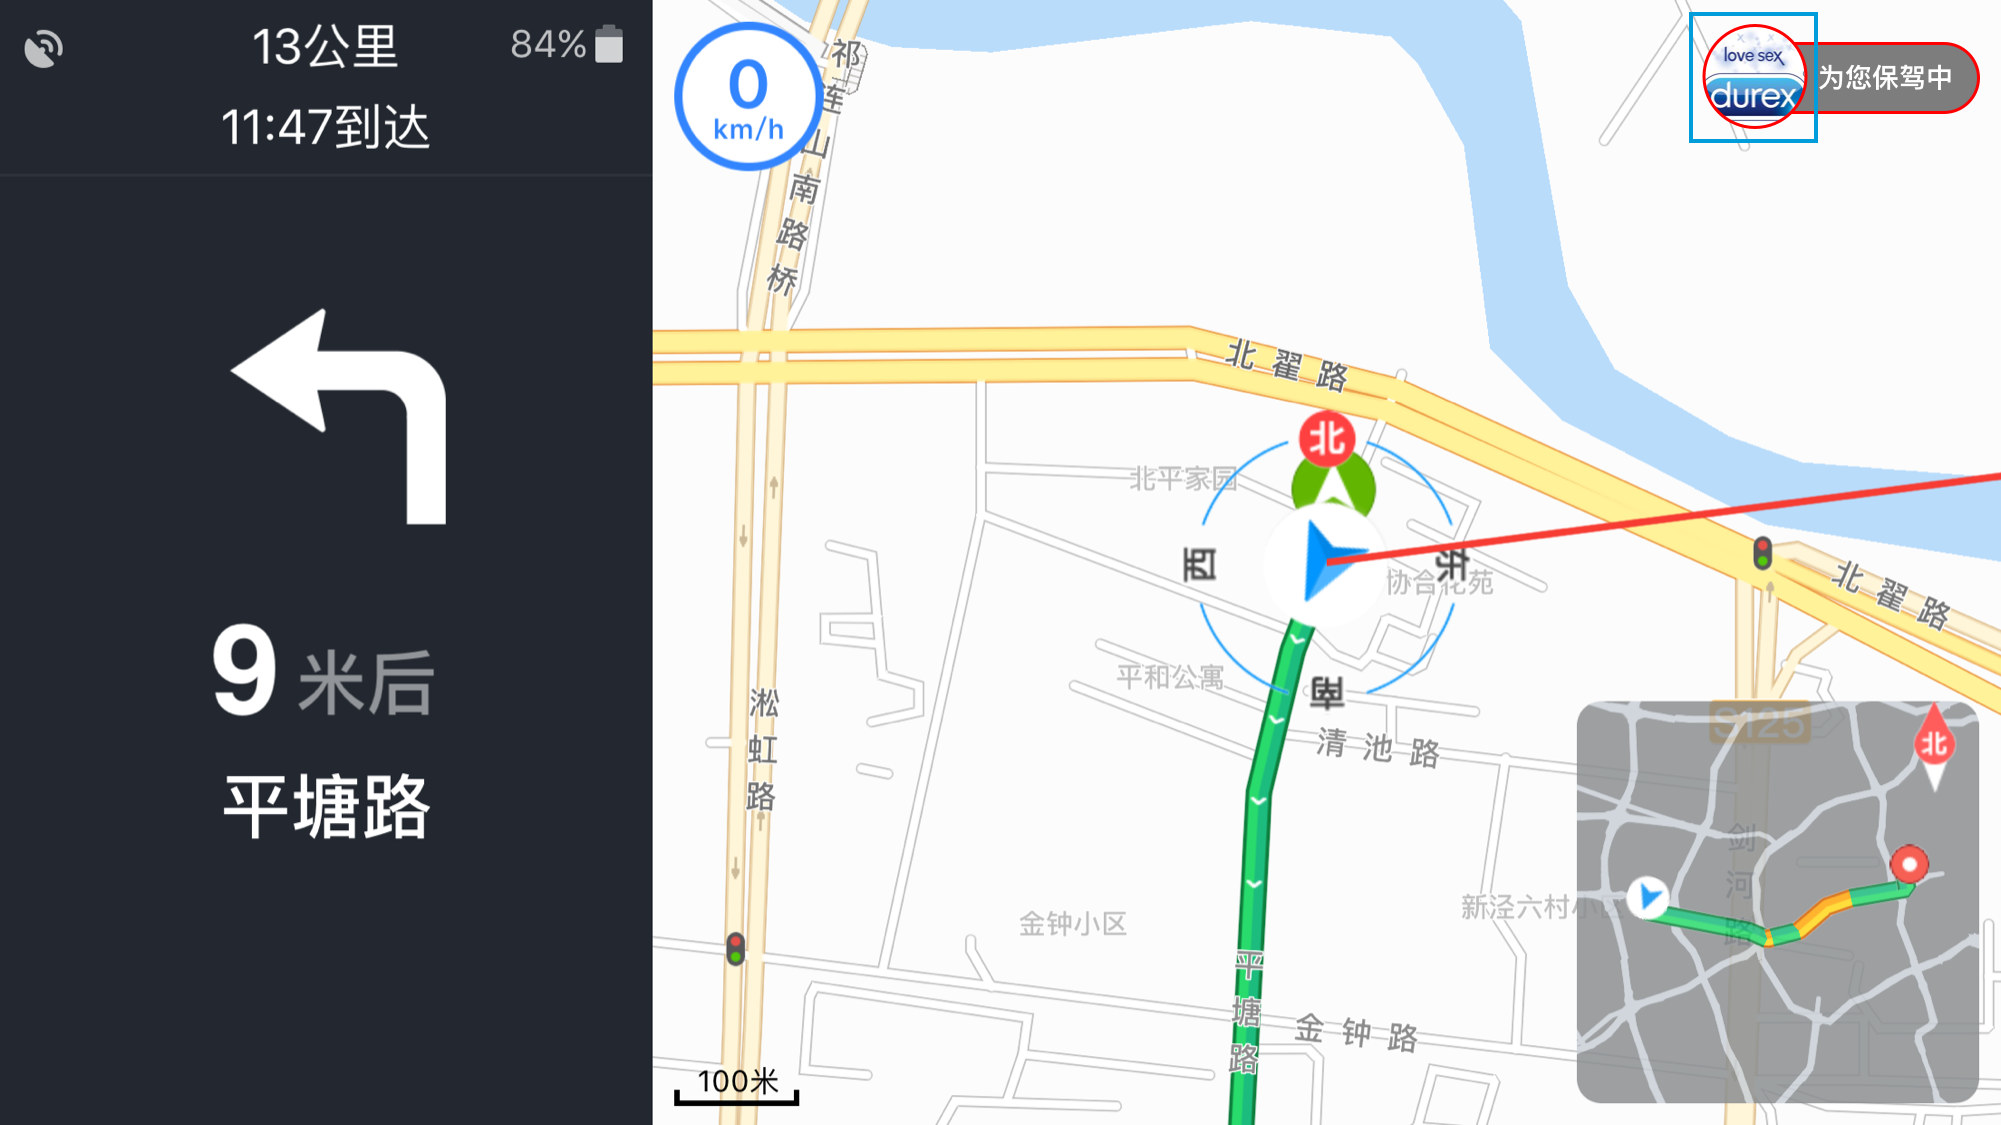 13公里
84%
11:47到达
9 米后
平塘路
0
km/h
love sex
durex
为您保驾中
祁连山南路桥
北翟路
北
北平家园
西
东
协合花苑
北翟路
平和公寓
南
清池路
淞虹路
S125
北
剑河路
新泾六村小区
金钟小区
平塘路
金钟路
100米